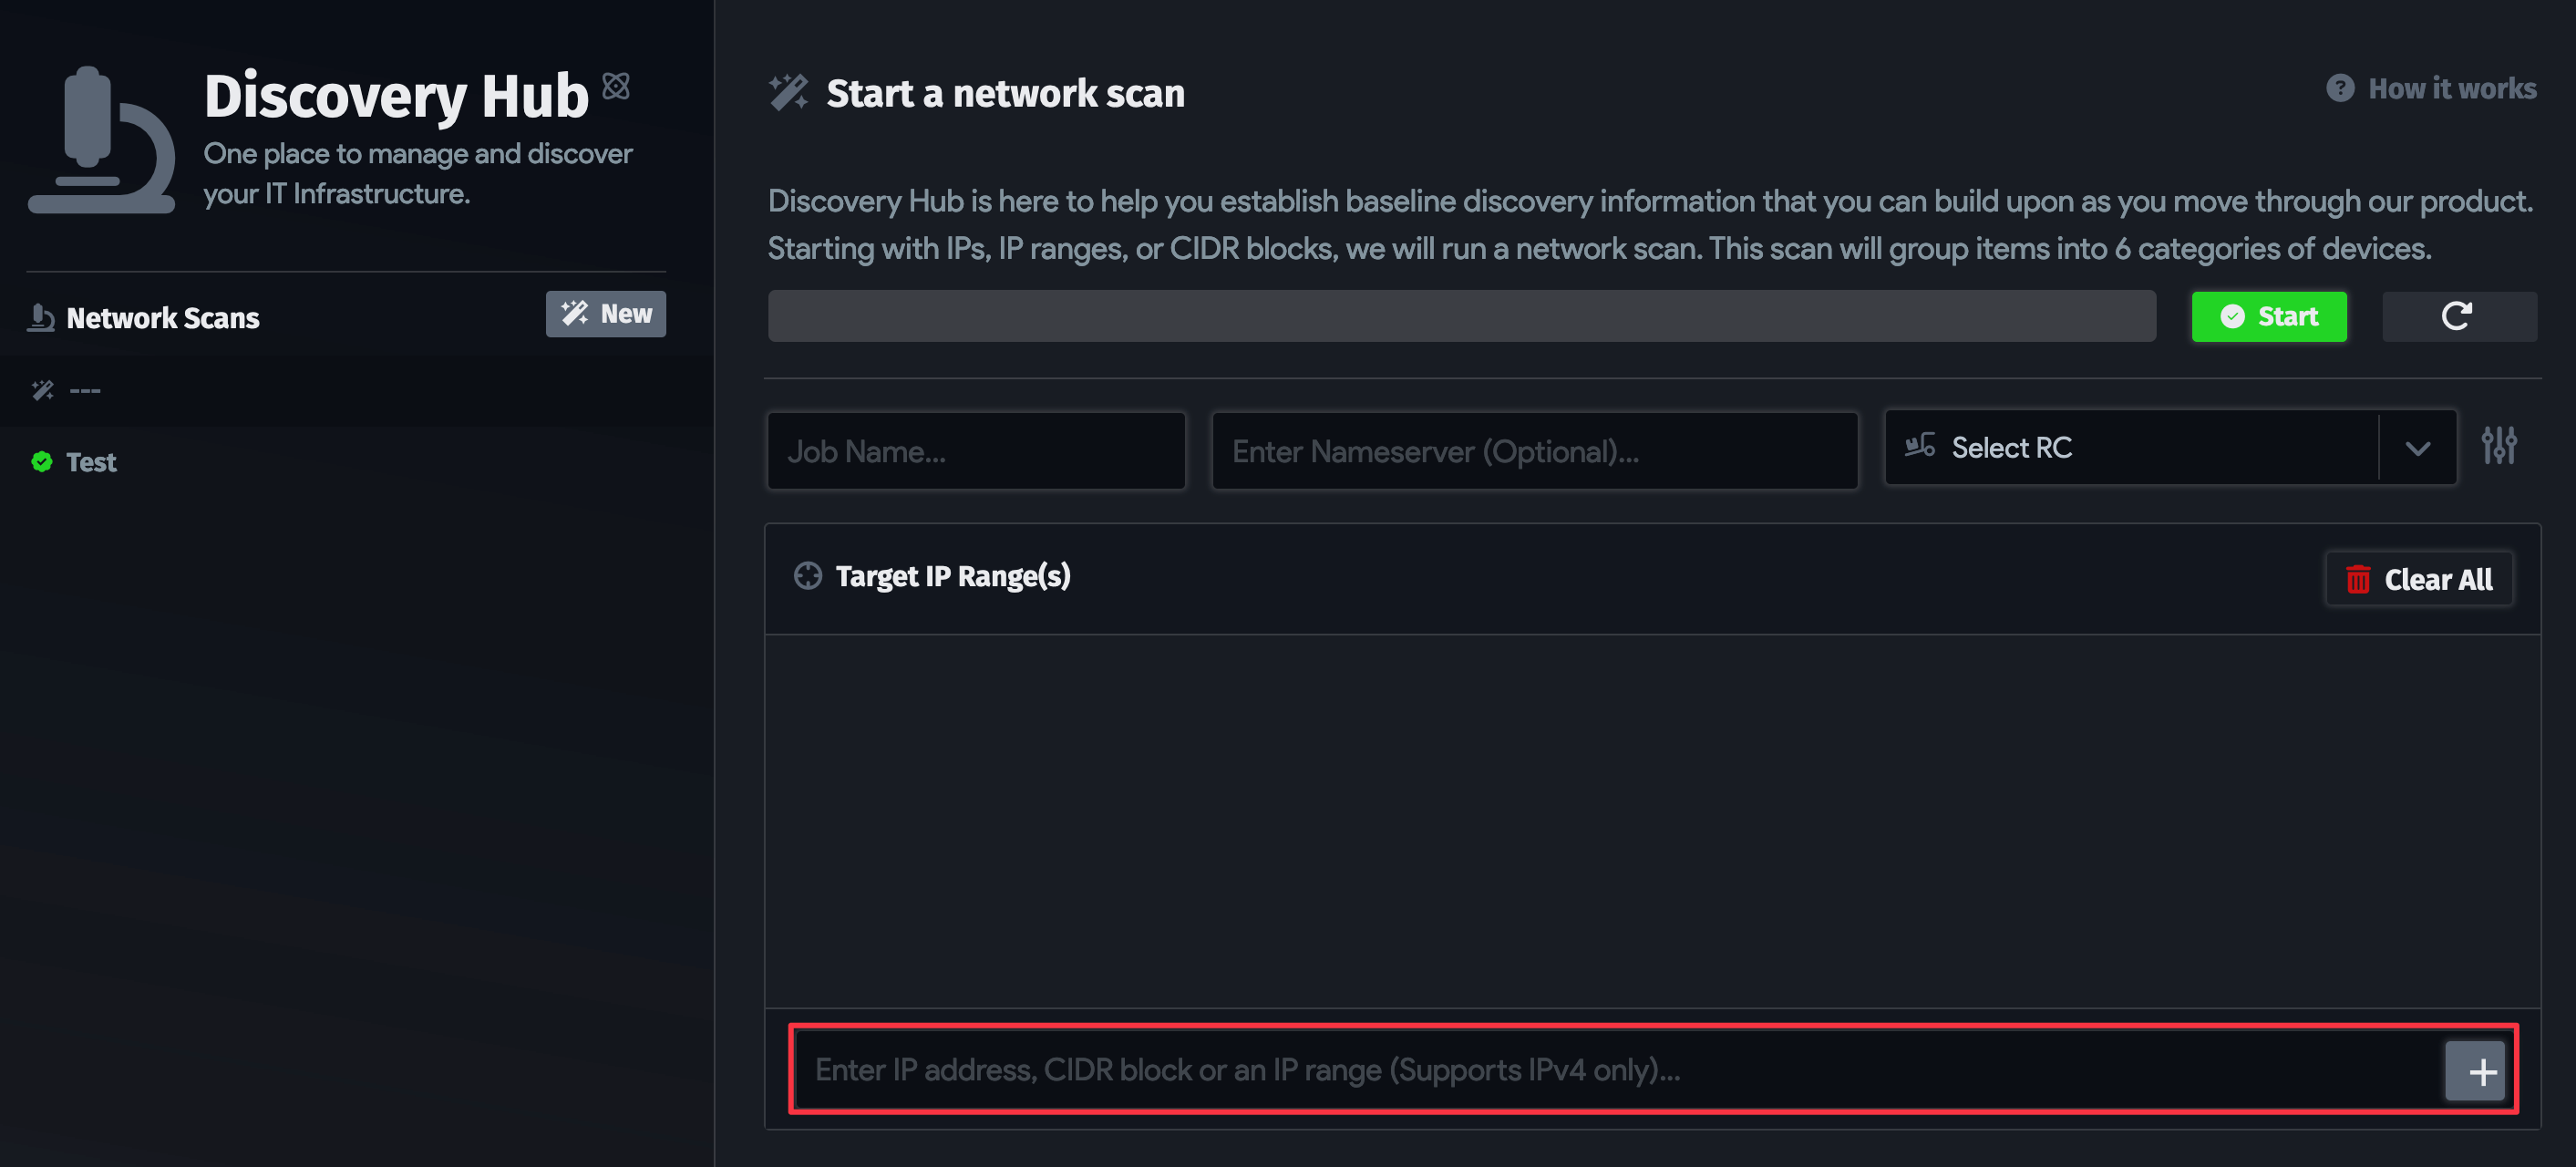 Discovery Hub
One place to manage and discover
your IT Infrastructure.
Network Scans
New
---
Test
Start a network scan
How it works
Discovery Hub is here to help you establish baseline discovery information that you can build upon as you move through our product.
Starting with IPs, IP ranges, or CIDR blocks, we will run a network scan. This scan will group items into 6 categories of devices.
Start
Job Name...
Enter Nameserver (Optional)...
Select RC
Target IP Range(s)
Clear All
Enter IP address, CIDR block or an IP range (Supports IPv4 only)...